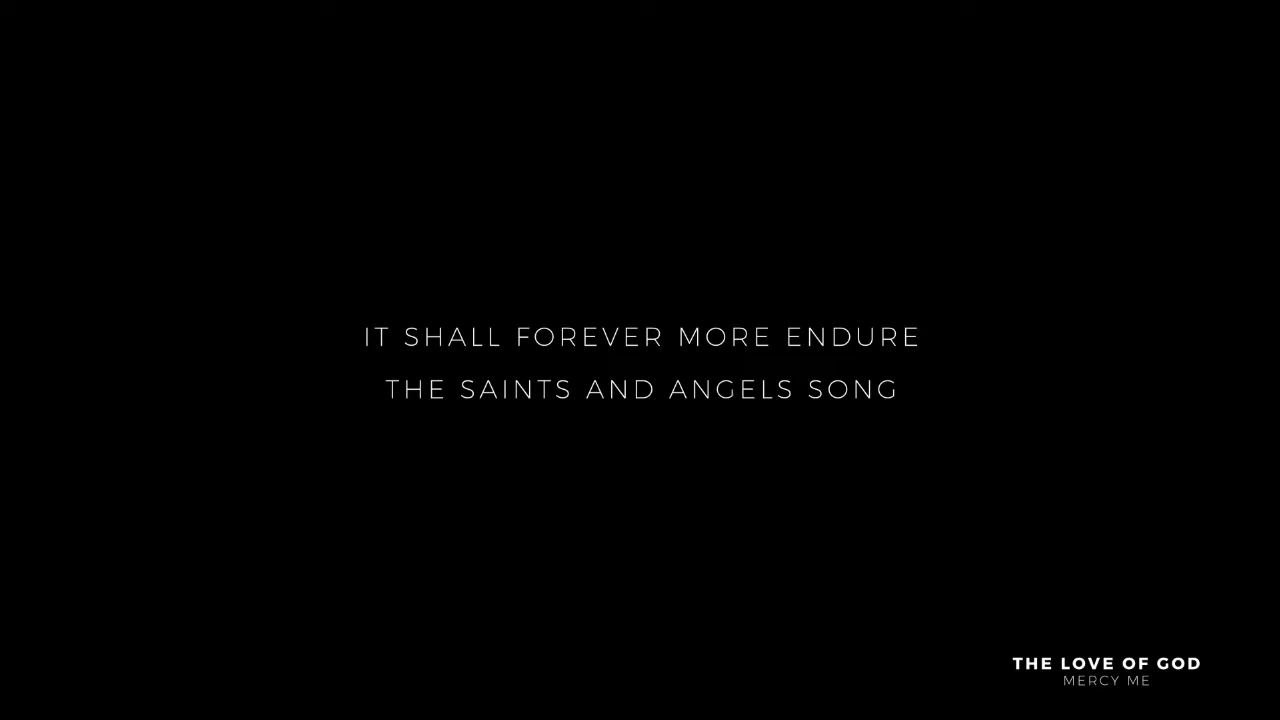 IT SHALL FOREVER MORE ENDURE
THE SAINTS AND ANGELS SONG
THE LOVE OF GOD
MERCY ME